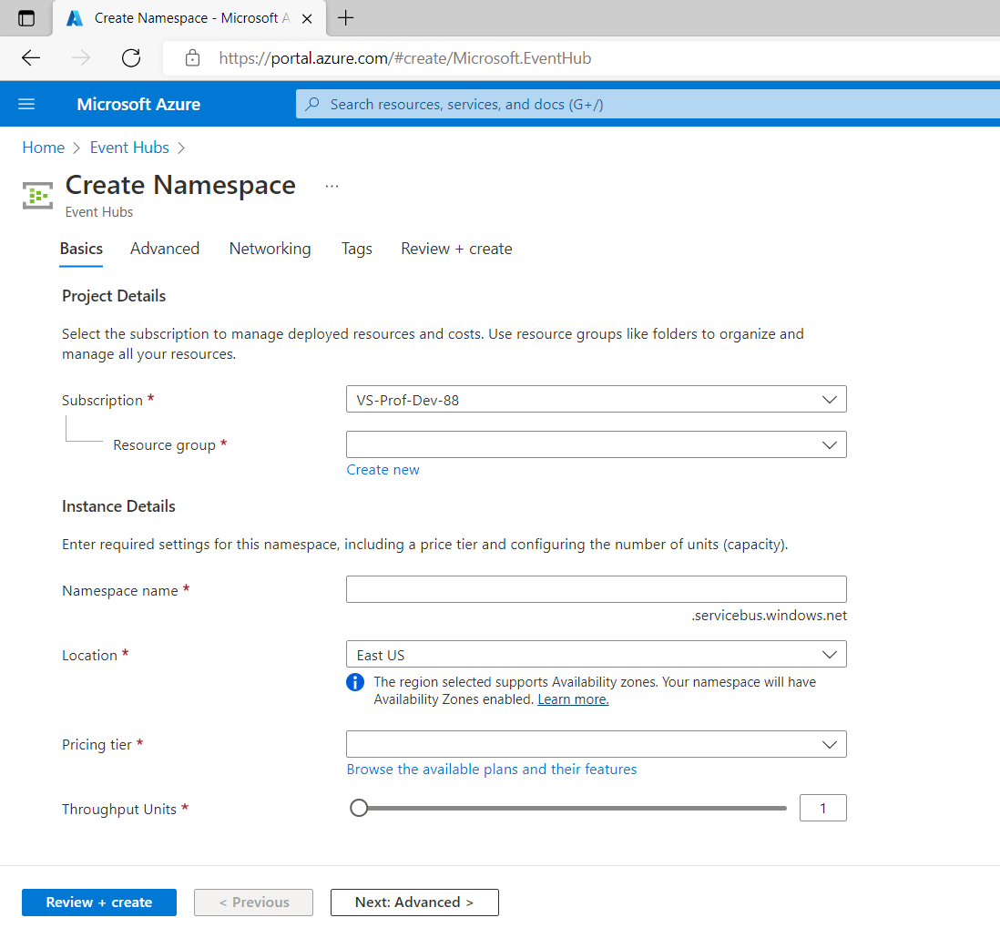 Create Namespace - Microsoft A
https://portal.azure.com/#create/Microsoft.EventHub
Microsoft Azure
Search resources, services, and docs (G+/)
Home > Event Hubs >
Create Namespace ...
Event Hubs
Basics Advanced Networking Tags Review + create
Project Details
Select the subscription to manage deployed resources and costs. Use resource groups like folders to organize and
manage all your resources.
Subscription * VS-Prof-Dev-88
Resource group *
Create new
Instance Details
Enter required settings for this namespace, including a price tier and configuring the number of units (capacity).
Namespace name *
.servicebus.windows.net
Location * East US
The region selected supports Availability zones. Your namespace will have
Availability Zones enabled. Learn more.
Pricing tier *
Browse the available plans and their features
Throughput Units * 1
Review + create < Previous Next: Advanced >